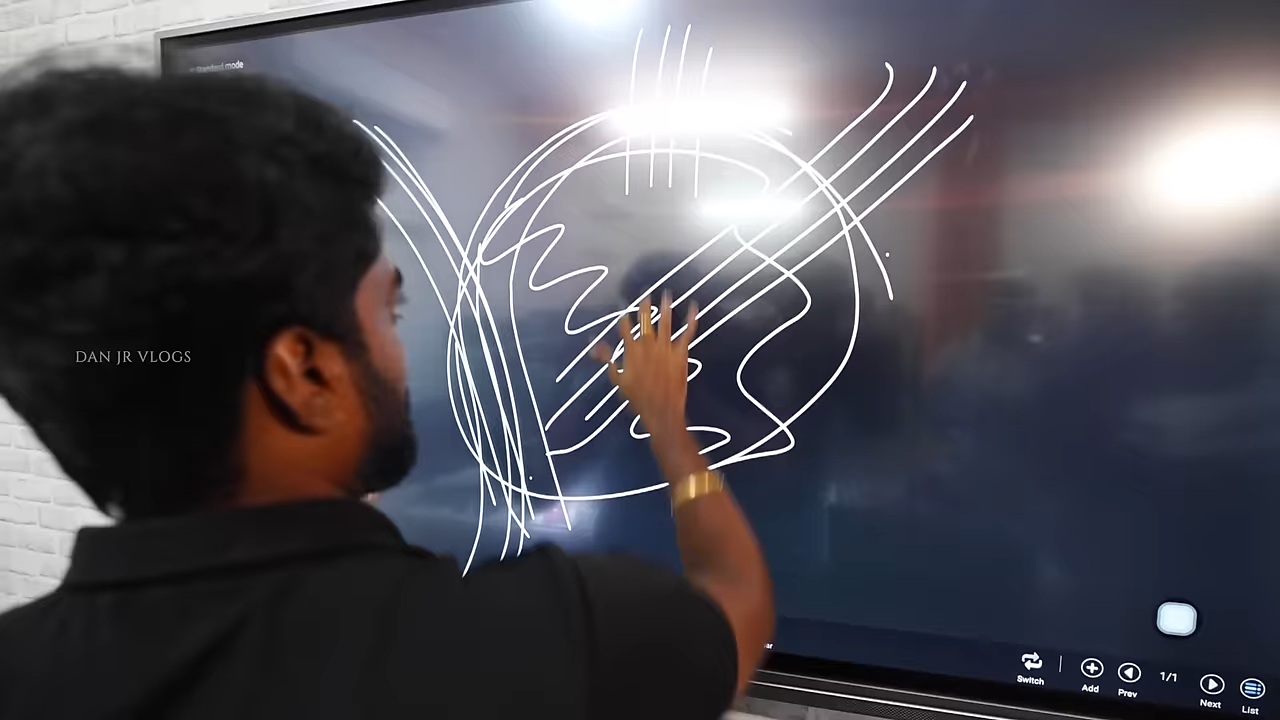 Standard mode
DAN JR VLOGS
Switch
Add
Prev
1/1
Next
List